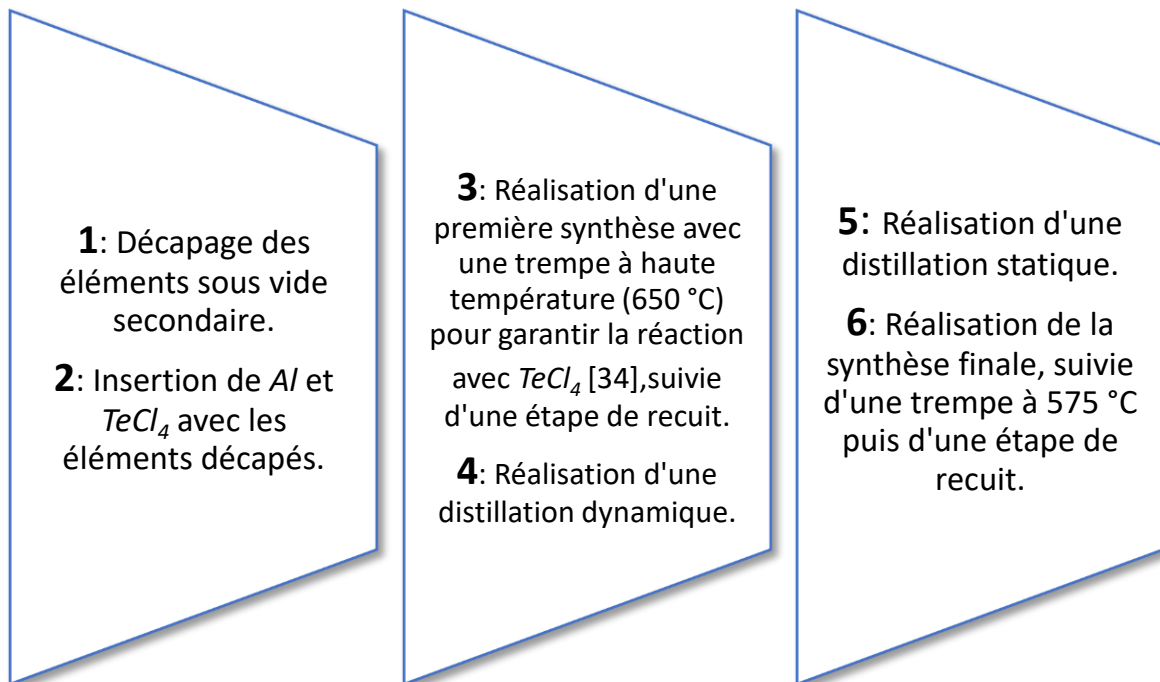 1: Décapage des
éléments sous vide
secondaire.
2: Insertion de Al et
TeCl₄ avec les
éléments décapés.
3: Réalisation d'une
première synthèse avec
une trempe à haute
température (650 °C)
pour garantir la réaction
avec TeCl₄ [34],suivie
d'une étape de recuit.
4: Réalisation d'une
distillation dynamique.
5: Réalisation d'une
distillation statique.
6: Réalisation de la
synthèse finale, suivie
d'une trempe à 575 °C
puis d'une étape de
recuit.